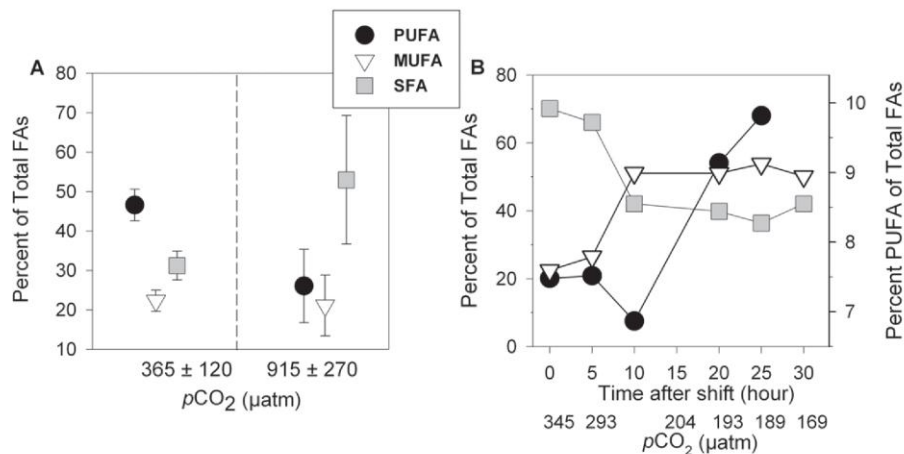 PUFA
MUFA
SFA
A
80
70
60
50
40
30
20
10
Percent of Total FAs
365 ± 120 915 ± 270
pCO₂ (µatm)
B
80
60
40
20
0
Percent of Total FAs
10
9
8
7
Percent PUFA of Total FAs
0 5 10 15 20 25 30
Time after shift (hour)
345 293 204 193 189 169
pCO₂ (µatm)